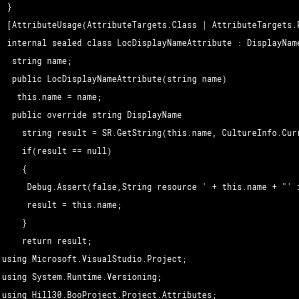 }
[AttributeUsage(AttributeTargets.Class | AttributeTargets.
internal sealed class LocDisplayNameAttribute : DisplayName
string name;
public LocDisplayNameAttribute(string name)
this.name = name;
public override string DisplayName
string result = SR.GetString(this.name, CultureInfo.Curr
if(result == null)
{
Debug.Assert(false,String resource ' + this.name + "'
result = this.name;
}
return result;
using Microsoft.VisualStudio.Project;
using System.Runtime.Versioning;
using Hill30.BooProject.Project.Attributes;